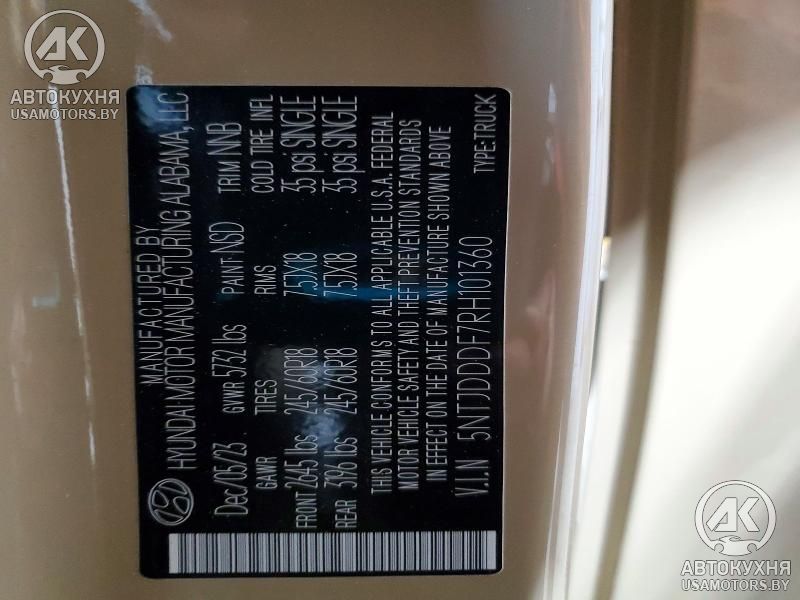 AK
АВТОКУХНЯ
USAMOTORS.BY
MANUFACTURED BY
HYUNDAI MOTOR MANUFACTURING ALABAMA, LLC
Dec/05/23 GVWR 5732 lbs PAINT: NSD TRIM NNB
GAWR TIRES RIMS COLD TIRE INFL
FRONT 2645 lbs 245/60R18 7.5JX18 35 psi SINGLE
REAR 3196 lbs 245/60R18 7.5JX18 35 psi SINGLE
THIS VEHICLE CONFORMS TO ALL APPLICABLE U.S.A. FEDERAL
MOTOR VEHICLE SAFETY AND THEFT PREVENTION STANDARDS
IN EFFECT ON THE DATE OF MANUFACTURE SHOWN ABOVE
V.I.N 5NTJDDDF7RH101360 TYPE:TRUCK
AK
АВТОКУХНЯ
USAMOTORS.BY